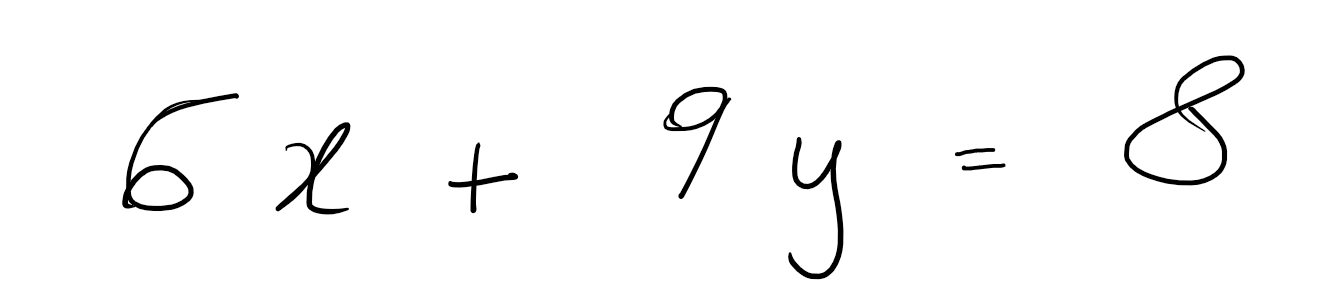 6x + 9y = 8